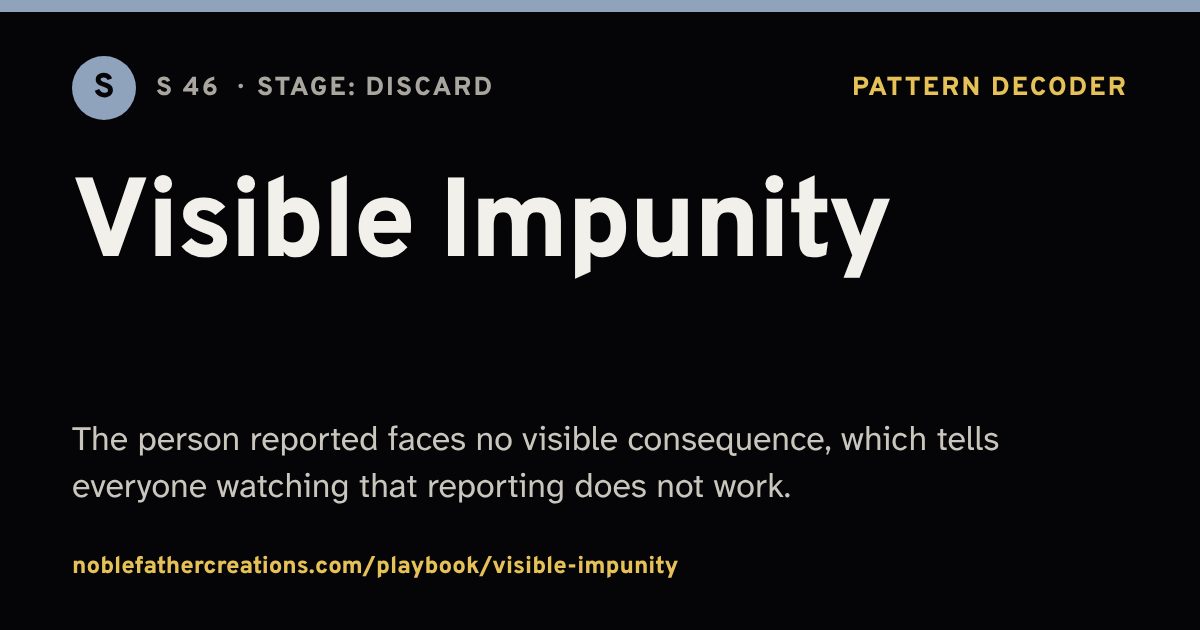 S
S 46 · STAGE: DISCARD
PATTERN DECODER
Visible Impunity
The person reported faces no visible consequence, which tells
everyone watching that reporting does not work.
noblefathercreations.com/playbook/visible-impunity